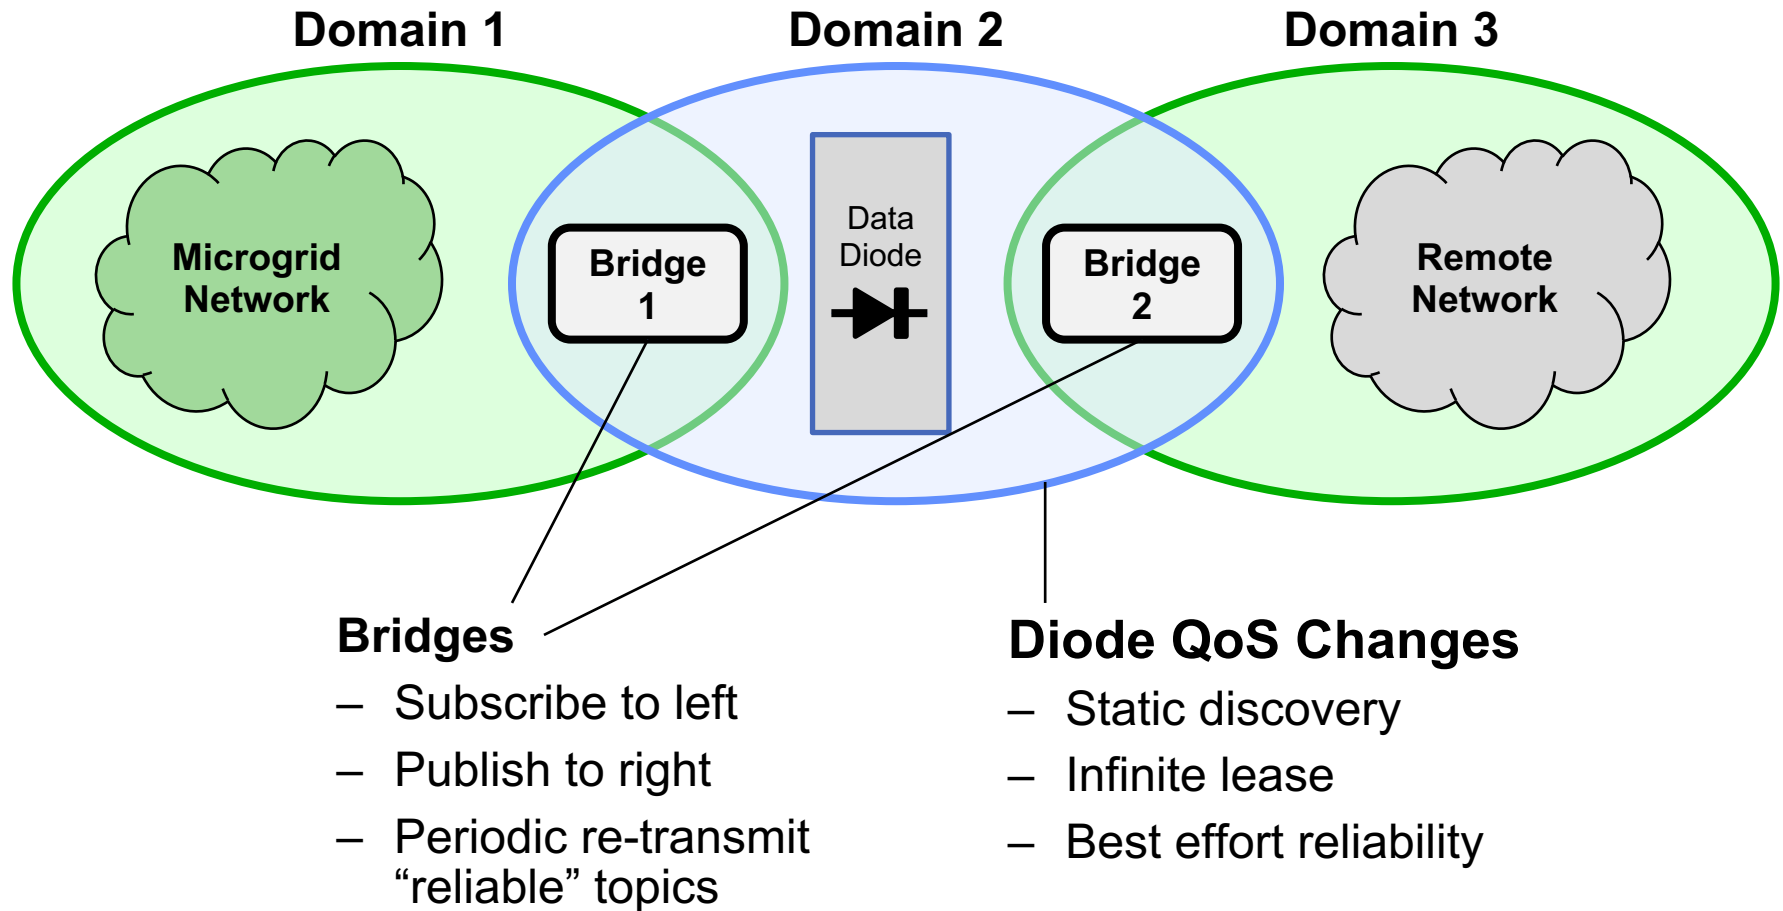 Domain 1
Domain 2
Domain 3
Microgrid
Network
Bridge
1
Data
Diode
Bridge
2
Remote
Network
Bridges
– Subscribe to left
– Publish to right
– Periodic re-transmit
“reliable” topics
Diode QoS Changes
– Static discovery
– Infinite lease
– Best effort reliability